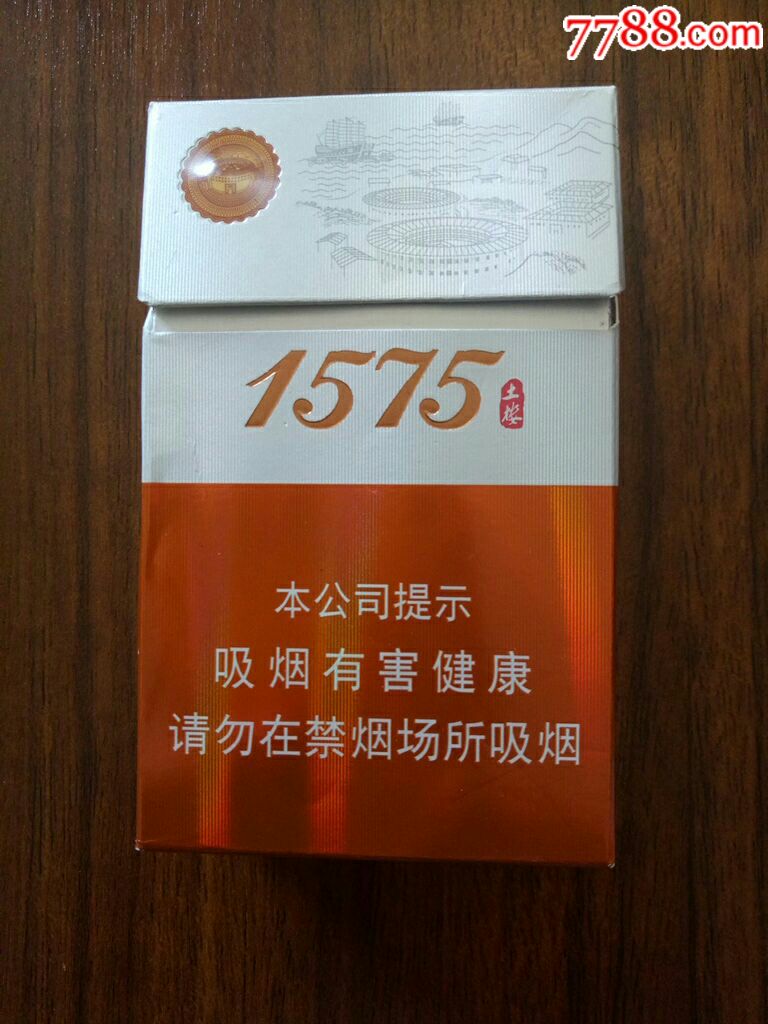 7788.com
1575
土楼
本公司提示
吸烟有害健康
请勿在禁烟场所吸烟